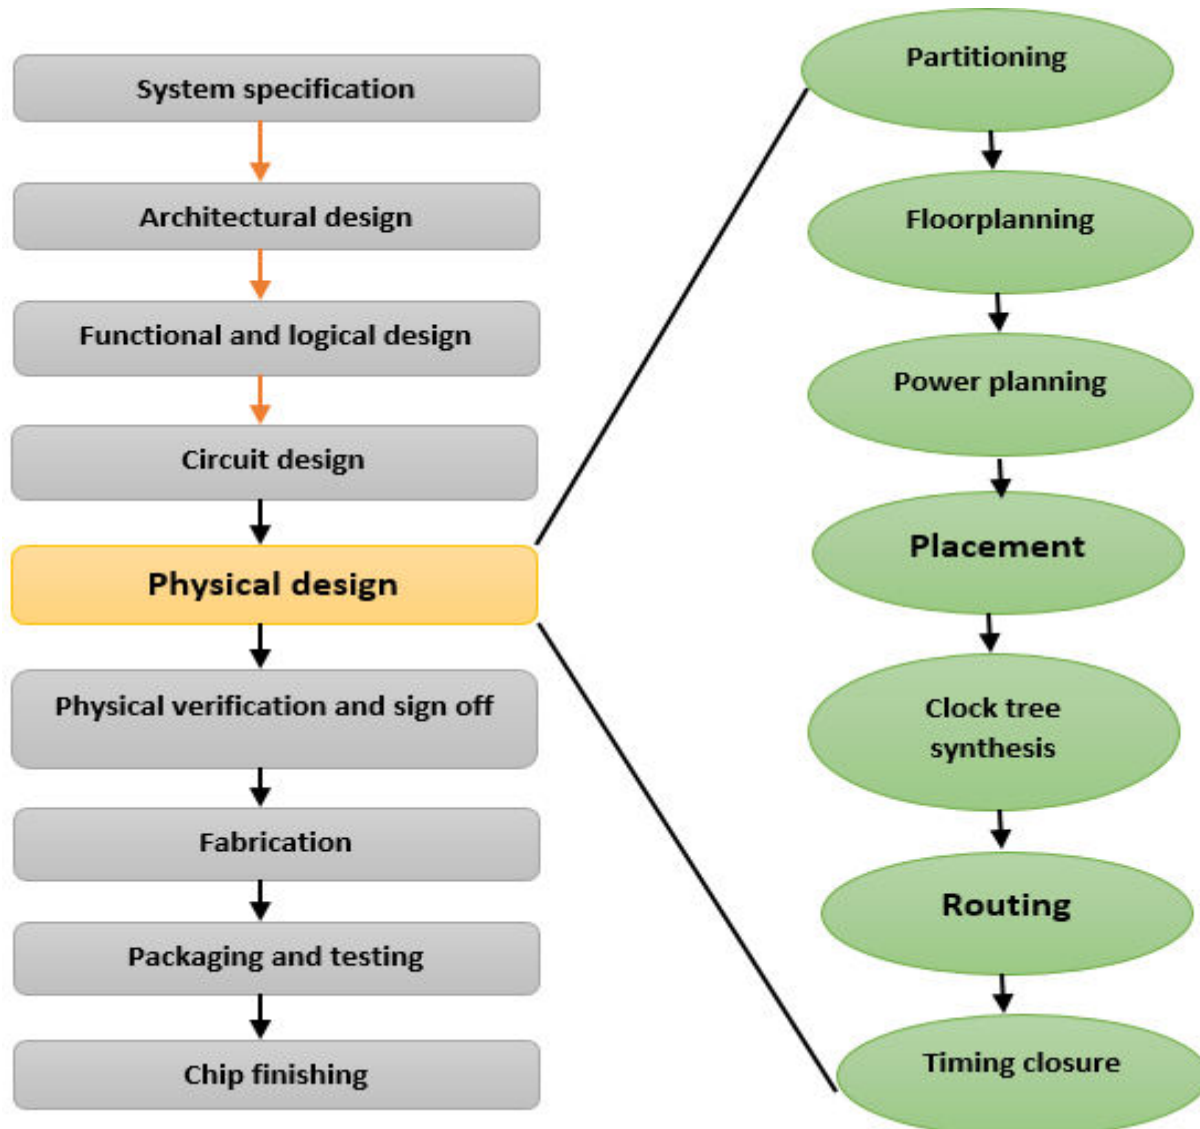 System specification
Architectural design
Functional and logical design
Circuit design
Physical design
Physical verification and sign off
Fabrication
Packaging and testing
Chip finishing
Partitioning
Floorplanning
Power planning
Placement
Clock tree
synthesis
Routing
Timing closure